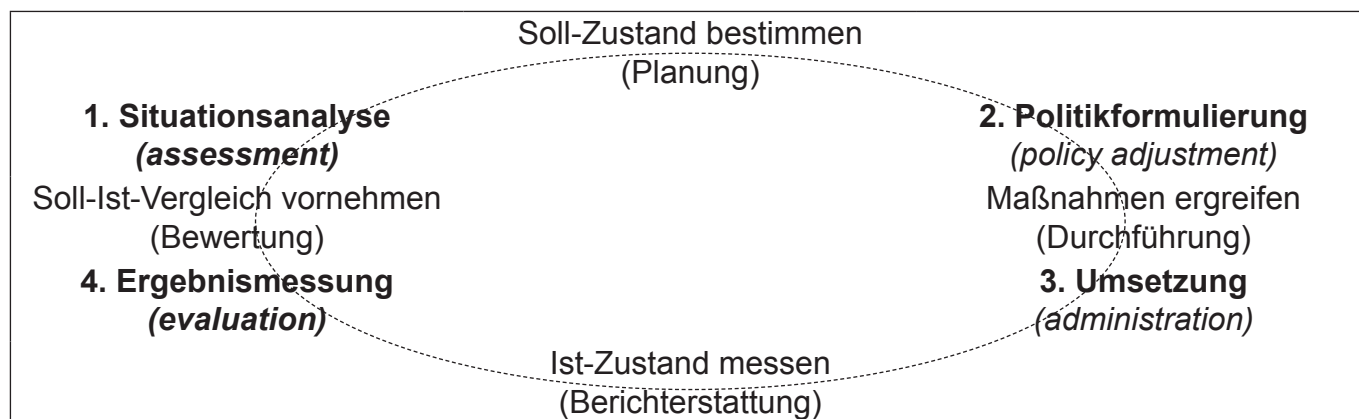 Soll-Zustand bestimmen
(Planung)
1. Situationsanalyse
(assessment)
2. Politikformulierung
(policy adjustment)
Soll-Ist-Vergleich vornehmen
(Bewertung)
Maßnahmen ergreifen
(Durchführung)
4. Ergebnismessung
(evaluation)
3. Umsetzung
(administration)
Ist-Zustand messen
(Berichterstattung)